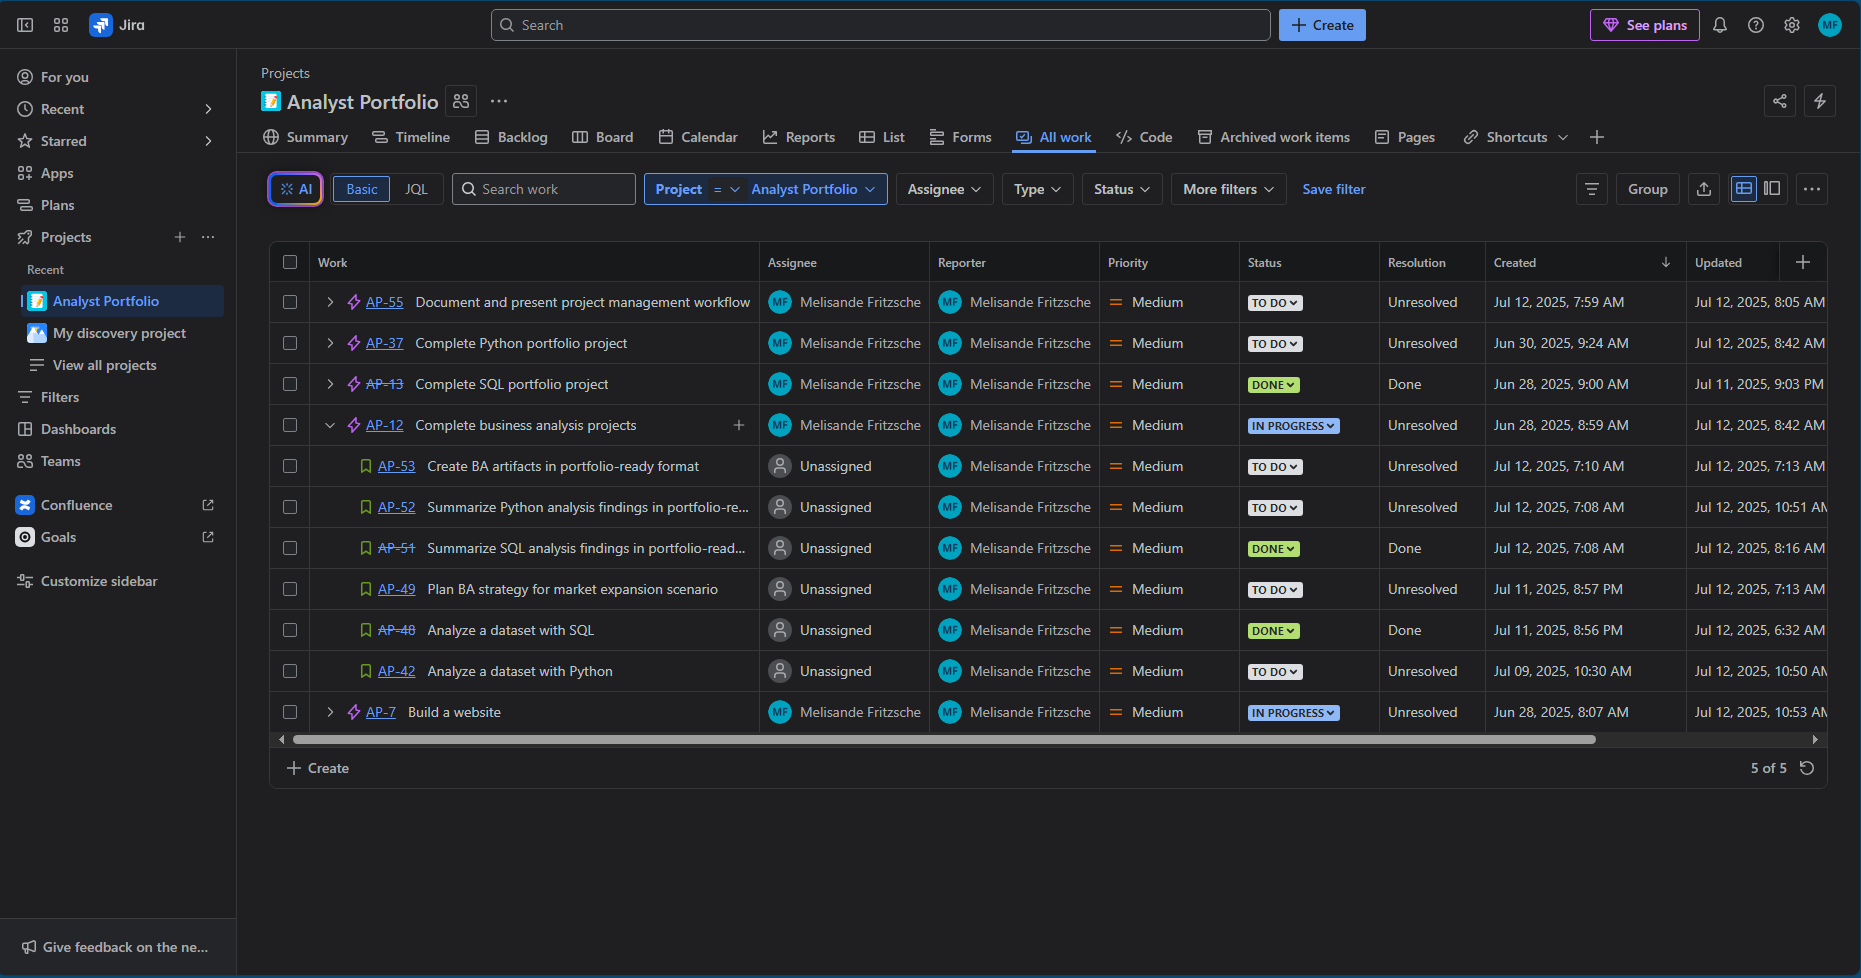 Jira
Search
Create
See plans
MF
For you
Recent
Starred
Apps
Plans
Projects
Recent
Analyst Portfolio
My discovery project
View all projects
Filters
Dashboards
Teams
Confluence
Goals
Customize sidebar
Give feedback on the ne...
Projects
Analyst Portfolio
Summary Timeline Backlog Board Calendar Reports List Forms All work Code Archived work items Pages Shortcuts
AI Basic JQL Search work Project = Analyst Portfolio Assignee Type Status More filters Save filter Group
Work Assignee Reporter Priority Status Resolution Created Updated
AP-55 Document and present project management workflow MF Melisande Fritzsche MF Melisande Fritzsche Medium TO DO Unresolved Jul 12, 2025, 7:59 AM Jul 12, 2025, 8:05 AM
AP-37 Complete Python portfolio project MF Melisande Fritzsche MF Melisande Fritzsche Medium TO DO Unresolved Jun 30, 2025, 9:24 AM Jul 12, 2025, 8:42 AM
AP-13 Complete SQL portfolio project MF Melisande Fritzsche MF Melisande Fritzsche Medium DONE Done Jun 28, 2025, 9:00 AM Jul 11, 2025, 9:03 PM
AP-12 Complete business analysis projects MF Melisande Fritzsche MF Melisande Fritzsche Medium IN PROGRESS Unresolved Jun 28, 2025, 8:59 AM Jul 12, 2025, 8:42 AM
AP-53 Create BA artifacts in portfolio-ready format Unassigned MF Melisande Fritzsche Medium TO DO Unresolved Jul 12, 2025, 7:10 AM Jul 12, 2025, 7:13 AM
AP-52 Summarize Python analysis findings in portfolio-re... Unassigned MF Melisande Fritzsche Medium TO DO Unresolved Jul 12, 2025, 7:08 AM Jul 12, 2025, 10:51 AM
AP-51 Summarize SQL analysis findings in portfolio-read... Unassigned MF Melisande Fritzsche Medium DONE Done Jul 12, 2025, 7:08 AM Jul 12, 2025, 8:16 AM
AP-49 Plan BA strategy for market expansion scenario Unassigned MF Melisande Fritzsche Medium TO DO Unresolved Jul 11, 2025, 8:57 PM Jul 12, 2025, 7:13 AM
AP-48 Analyze a dataset with SQL Unassigned MF Melisande Fritzsche Medium DONE Done Jul 11, 2025, 8:56 PM Jul 12, 2025, 6:32 AM
AP-42 Analyze a dataset with Python Unassigned MF Melisande Fritzsche Medium TO DO Unresolved Jul 09, 2025, 10:30 AM Jul 12, 2025, 10:50 AM
AP-7 Build a website MF Melisande Fritzsche MF Melisande Fritzsche Medium IN PROGRESS Unresolved Jun 28, 2025, 8:07 AM Jul 12, 2025, 10:53 AM
Create 5 of 5